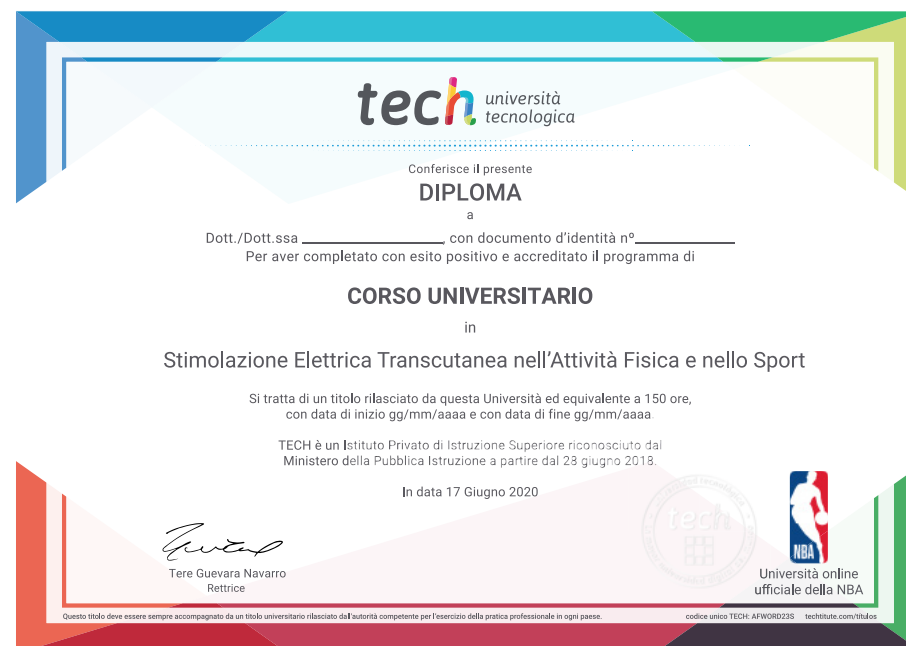 tech università
tecnologica
Conferisce il presente
DIPLOMA
a
Dott./Dott.ssa ____________, con documento d'identità nº____________
Per aver completato con esito positivo e accreditato il programma di
CORSO UNIVERSITARIO
in
Stimolazione Elettrica Transcutanea nell'Attività Fisica e nello Sport
Si tratta di un titolo rilasciato da questa Università ed equivalente a 150 ore,
con data di inizio gg/mm/aaaa e con data di fine gg/mm/aaaa.
TECH è un Istituto Privato di Istruzione Superiore riconosciuto dal
Ministero della Pubblica Istruzione a partire dal 28 giugno 2018.
In data 17 Giugno 2020
tech
NBA
Tere Guevara Navarro
Rettrice
Università online
ufficiale della NBA
Questo titolo deve essere sempre accompagnato da un titolo universitario rilasciato dall'autorità competente per l'esercizio della pratica professionale in ogni paese.
codice unico TECH: AFWORD23S techtitute.com/titulos